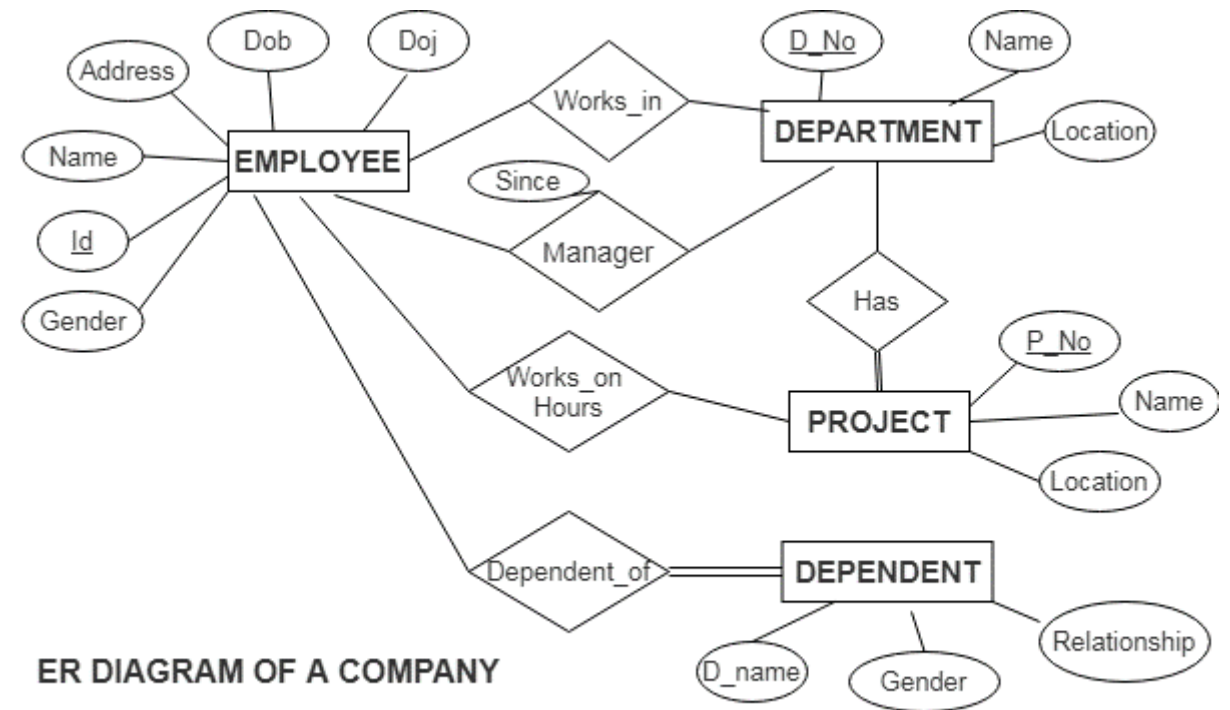 Dob
Doj
D_No
Name
Address
Works_in
DEPARTMENT
Location
Name
EMPLOYEE
Since
Id
Manager
Gender
Has
P_No
Works_on
Hours
Name
PROJECT
Location
Dependent_of
DEPENDENT
Relationship
D_name
Gender
ER DIAGRAM OF A COMPANY